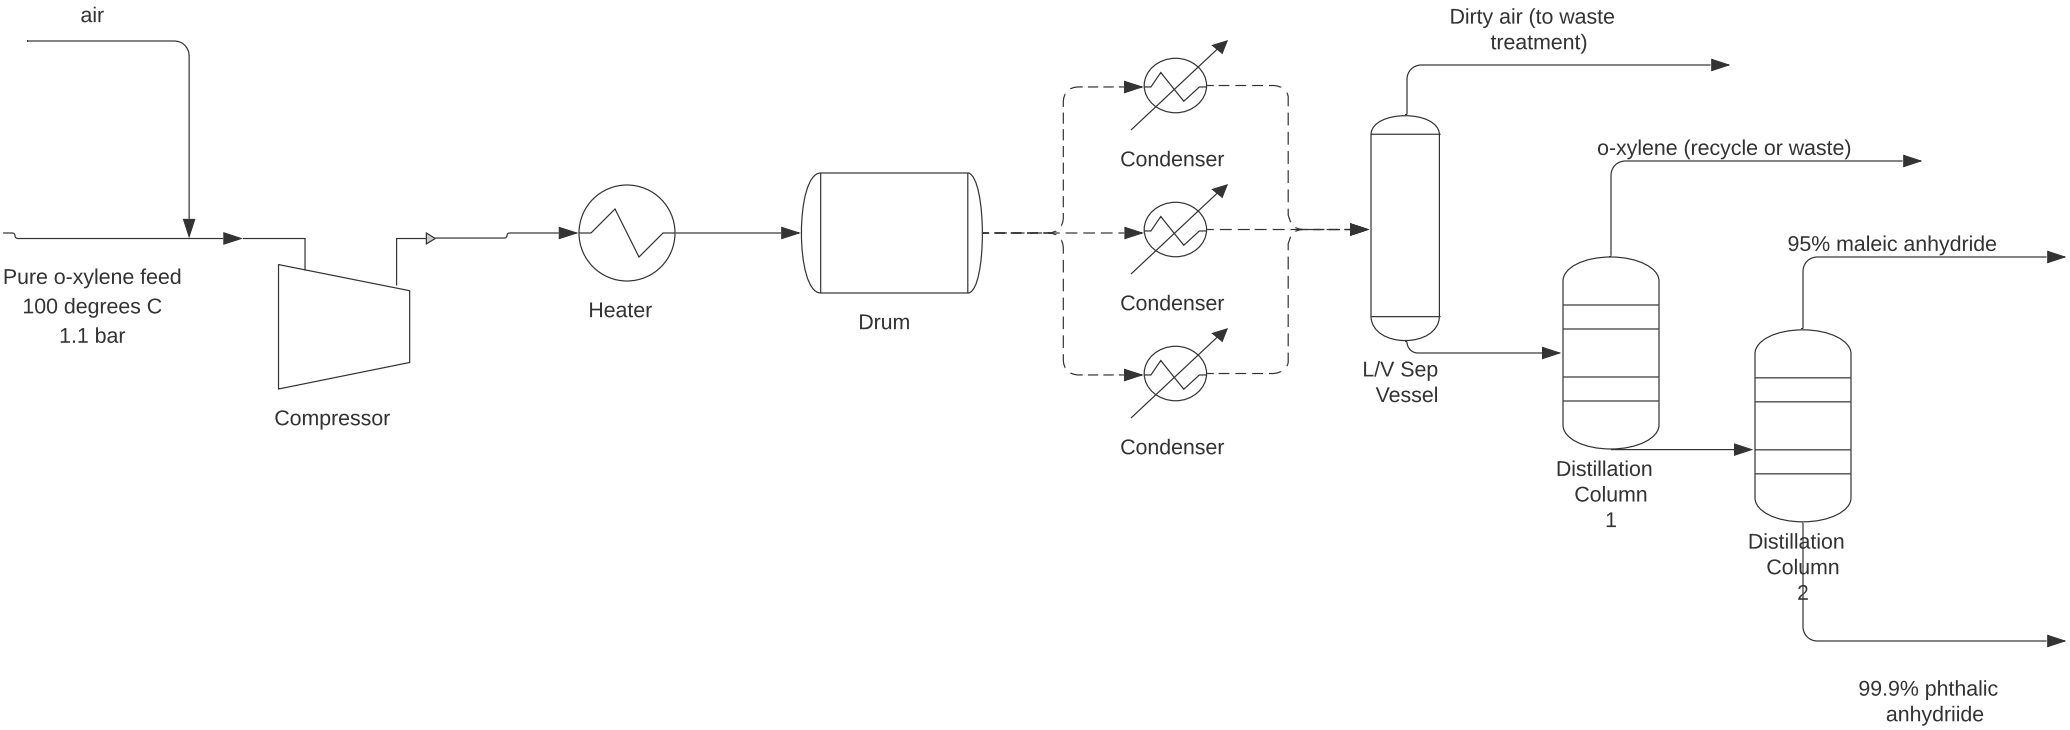 air
Dirty air (to waste
treatment)
Condenser
o-xylene (recycle or waste)
95% maleic anhydride
Pure o-xylene feed
100 degrees C
1.1 bar
Heater
Drum
Condenser
Compressor
Condenser
L/V Sep
Vessel
Distillation
Column
1
Distillation
Column
2
99.9% phthalic
anhydriide